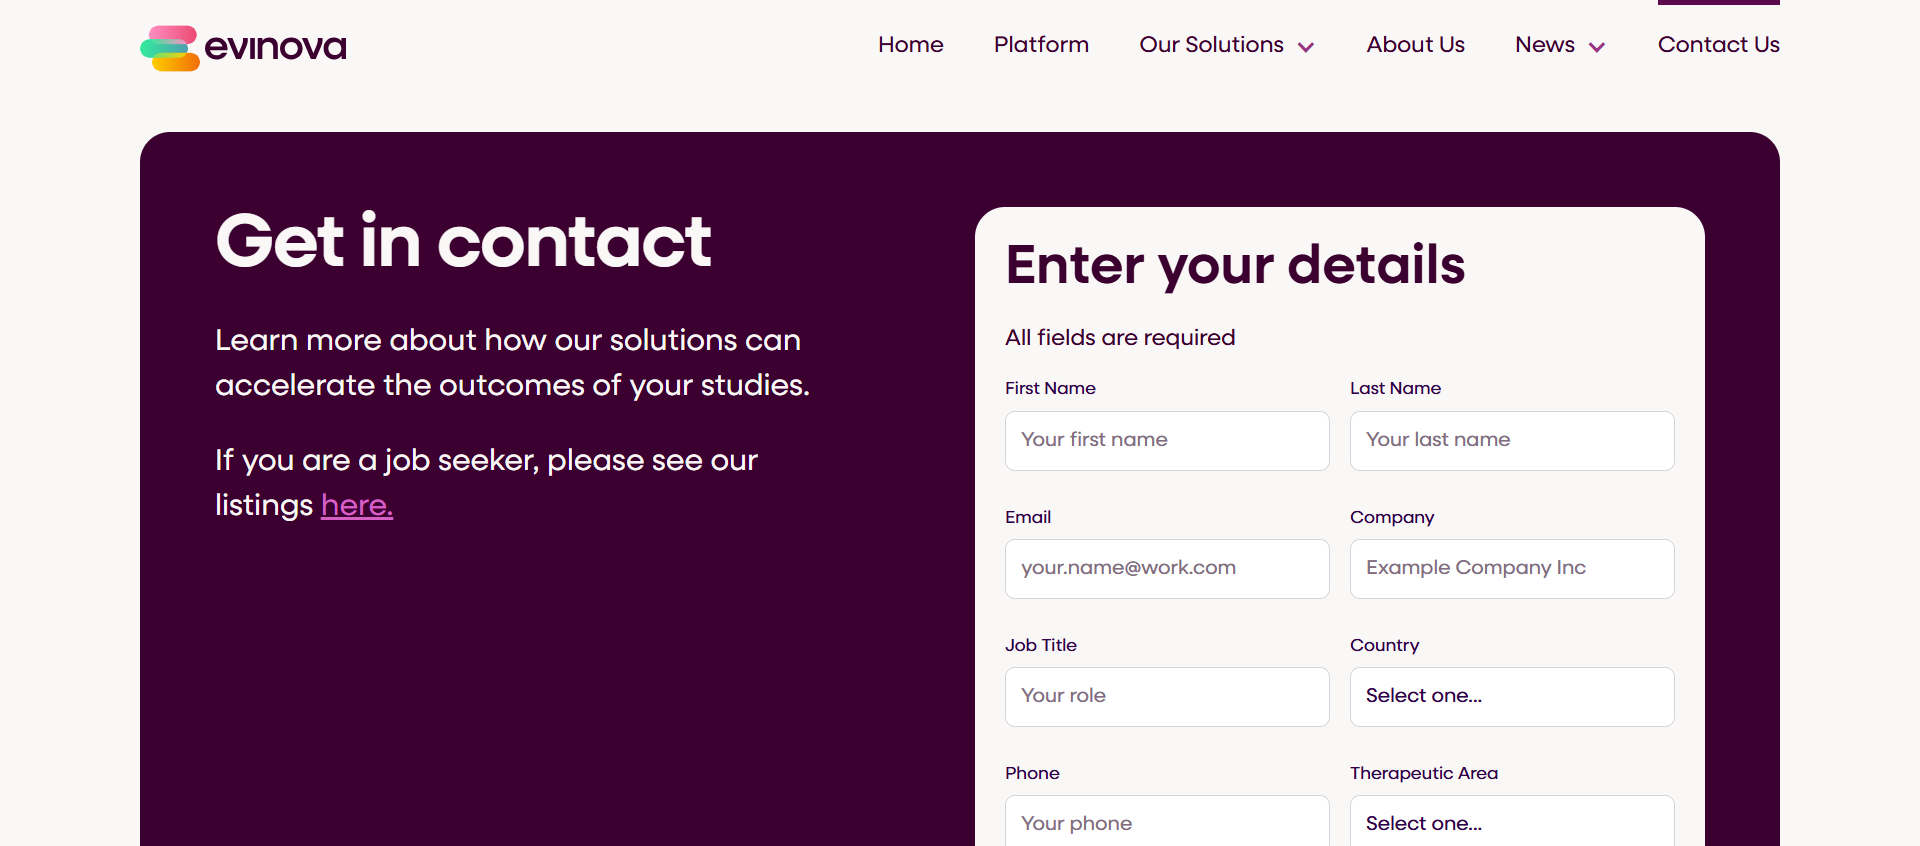 evinova
Home Platform Our Solutions About Us News Contact Us
Get in contact
Learn more about how our solutions can
accelerate the outcomes of your studies.
If you are a job seeker, please see our
listings here.
Enter your details
All fields are required
First Name Last Name
Your first name Your last name
Email Company
your.name@work.com Example Company Inc
Job Title Country
Your role Select one...
Phone Therapeutic Area
Your phone Select one...